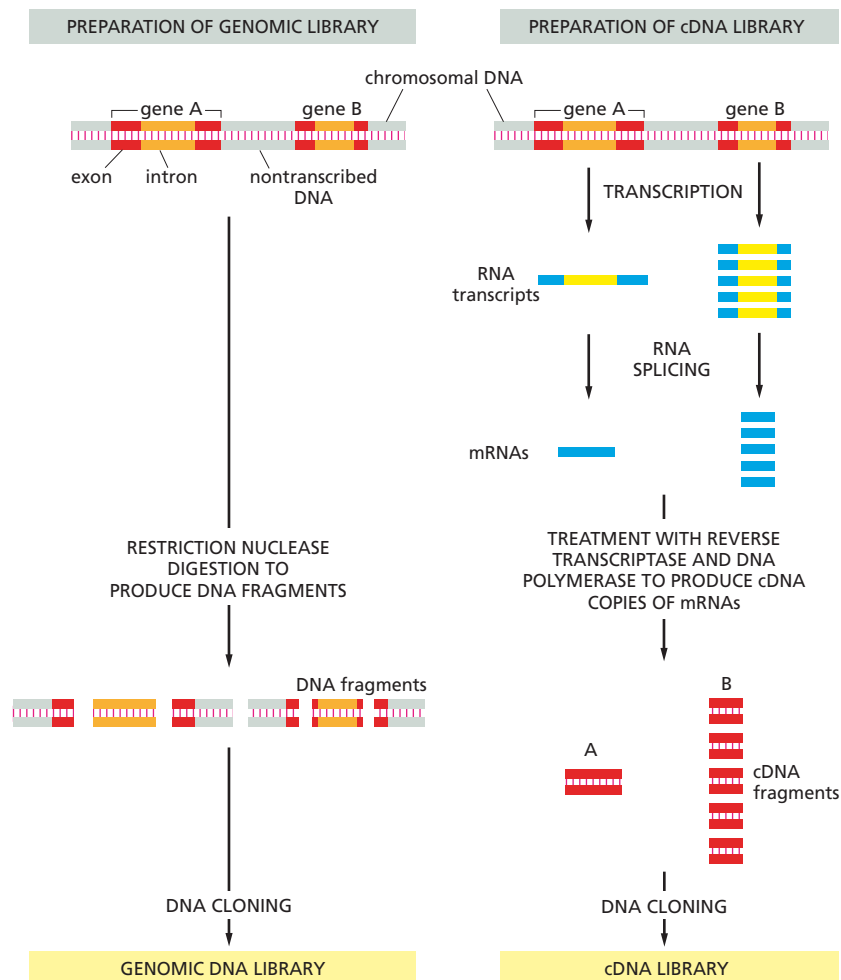 PREPARATION OF GENOMIC LIBRARY
chromosomal DNA
gene A
gene B
exon
intron
nontranscribed
DNA
RESTRICTION NUCLEASE
DIGESTION TO
PRODUCE DNA FRAGMENTS
DNA fragments
DNA CLONING
GENOMIC DNA LIBRARY
PREPARATION OF cDNA LIBRARY
gene A
gene B
TRANSCRIPTION
RNA
transcripts
RNA
SPLICING
mRNAs
TREATMENT WITH REVERSE
TRANSCRIPTASE AND DNA
POLYMERASE TO PRODUCE cDNA
COPIES OF mRNAs
A
B
cDNA
fragments
DNA CLONING
cDNA LIBRARY